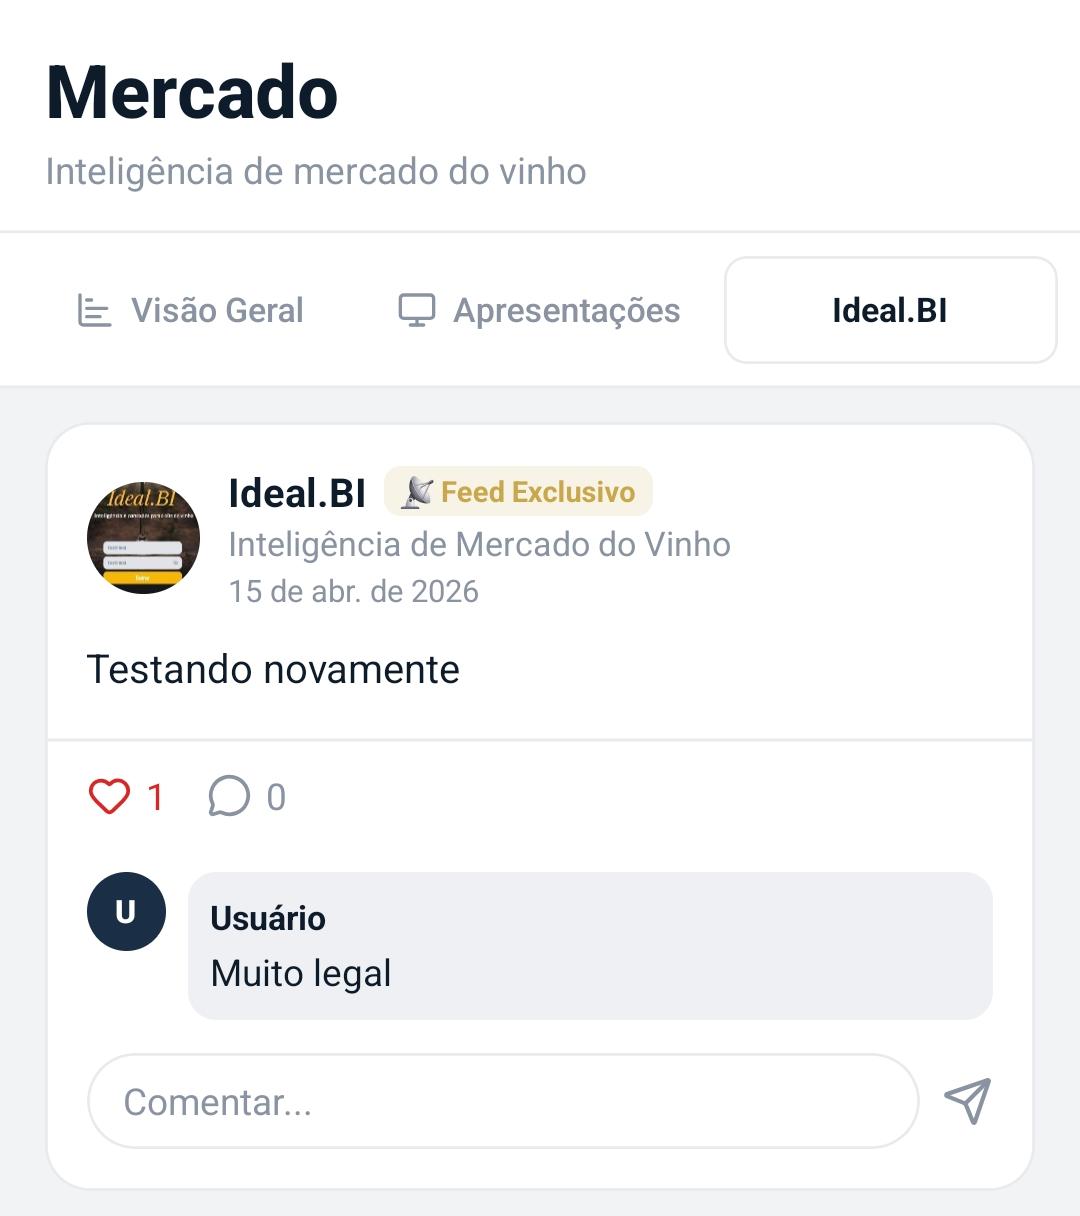 Mercado
Inteligência de mercado do vinho
Visão Geral
Apresentações
Ideal.BI
Ideal.BI
Ideal.BI
Feed Exclusivo
Inteligência de Mercado do Vinho
15 de abr. de 2026
Testando novamente
1
0
U
Usuário
Muito legal
Comentar...